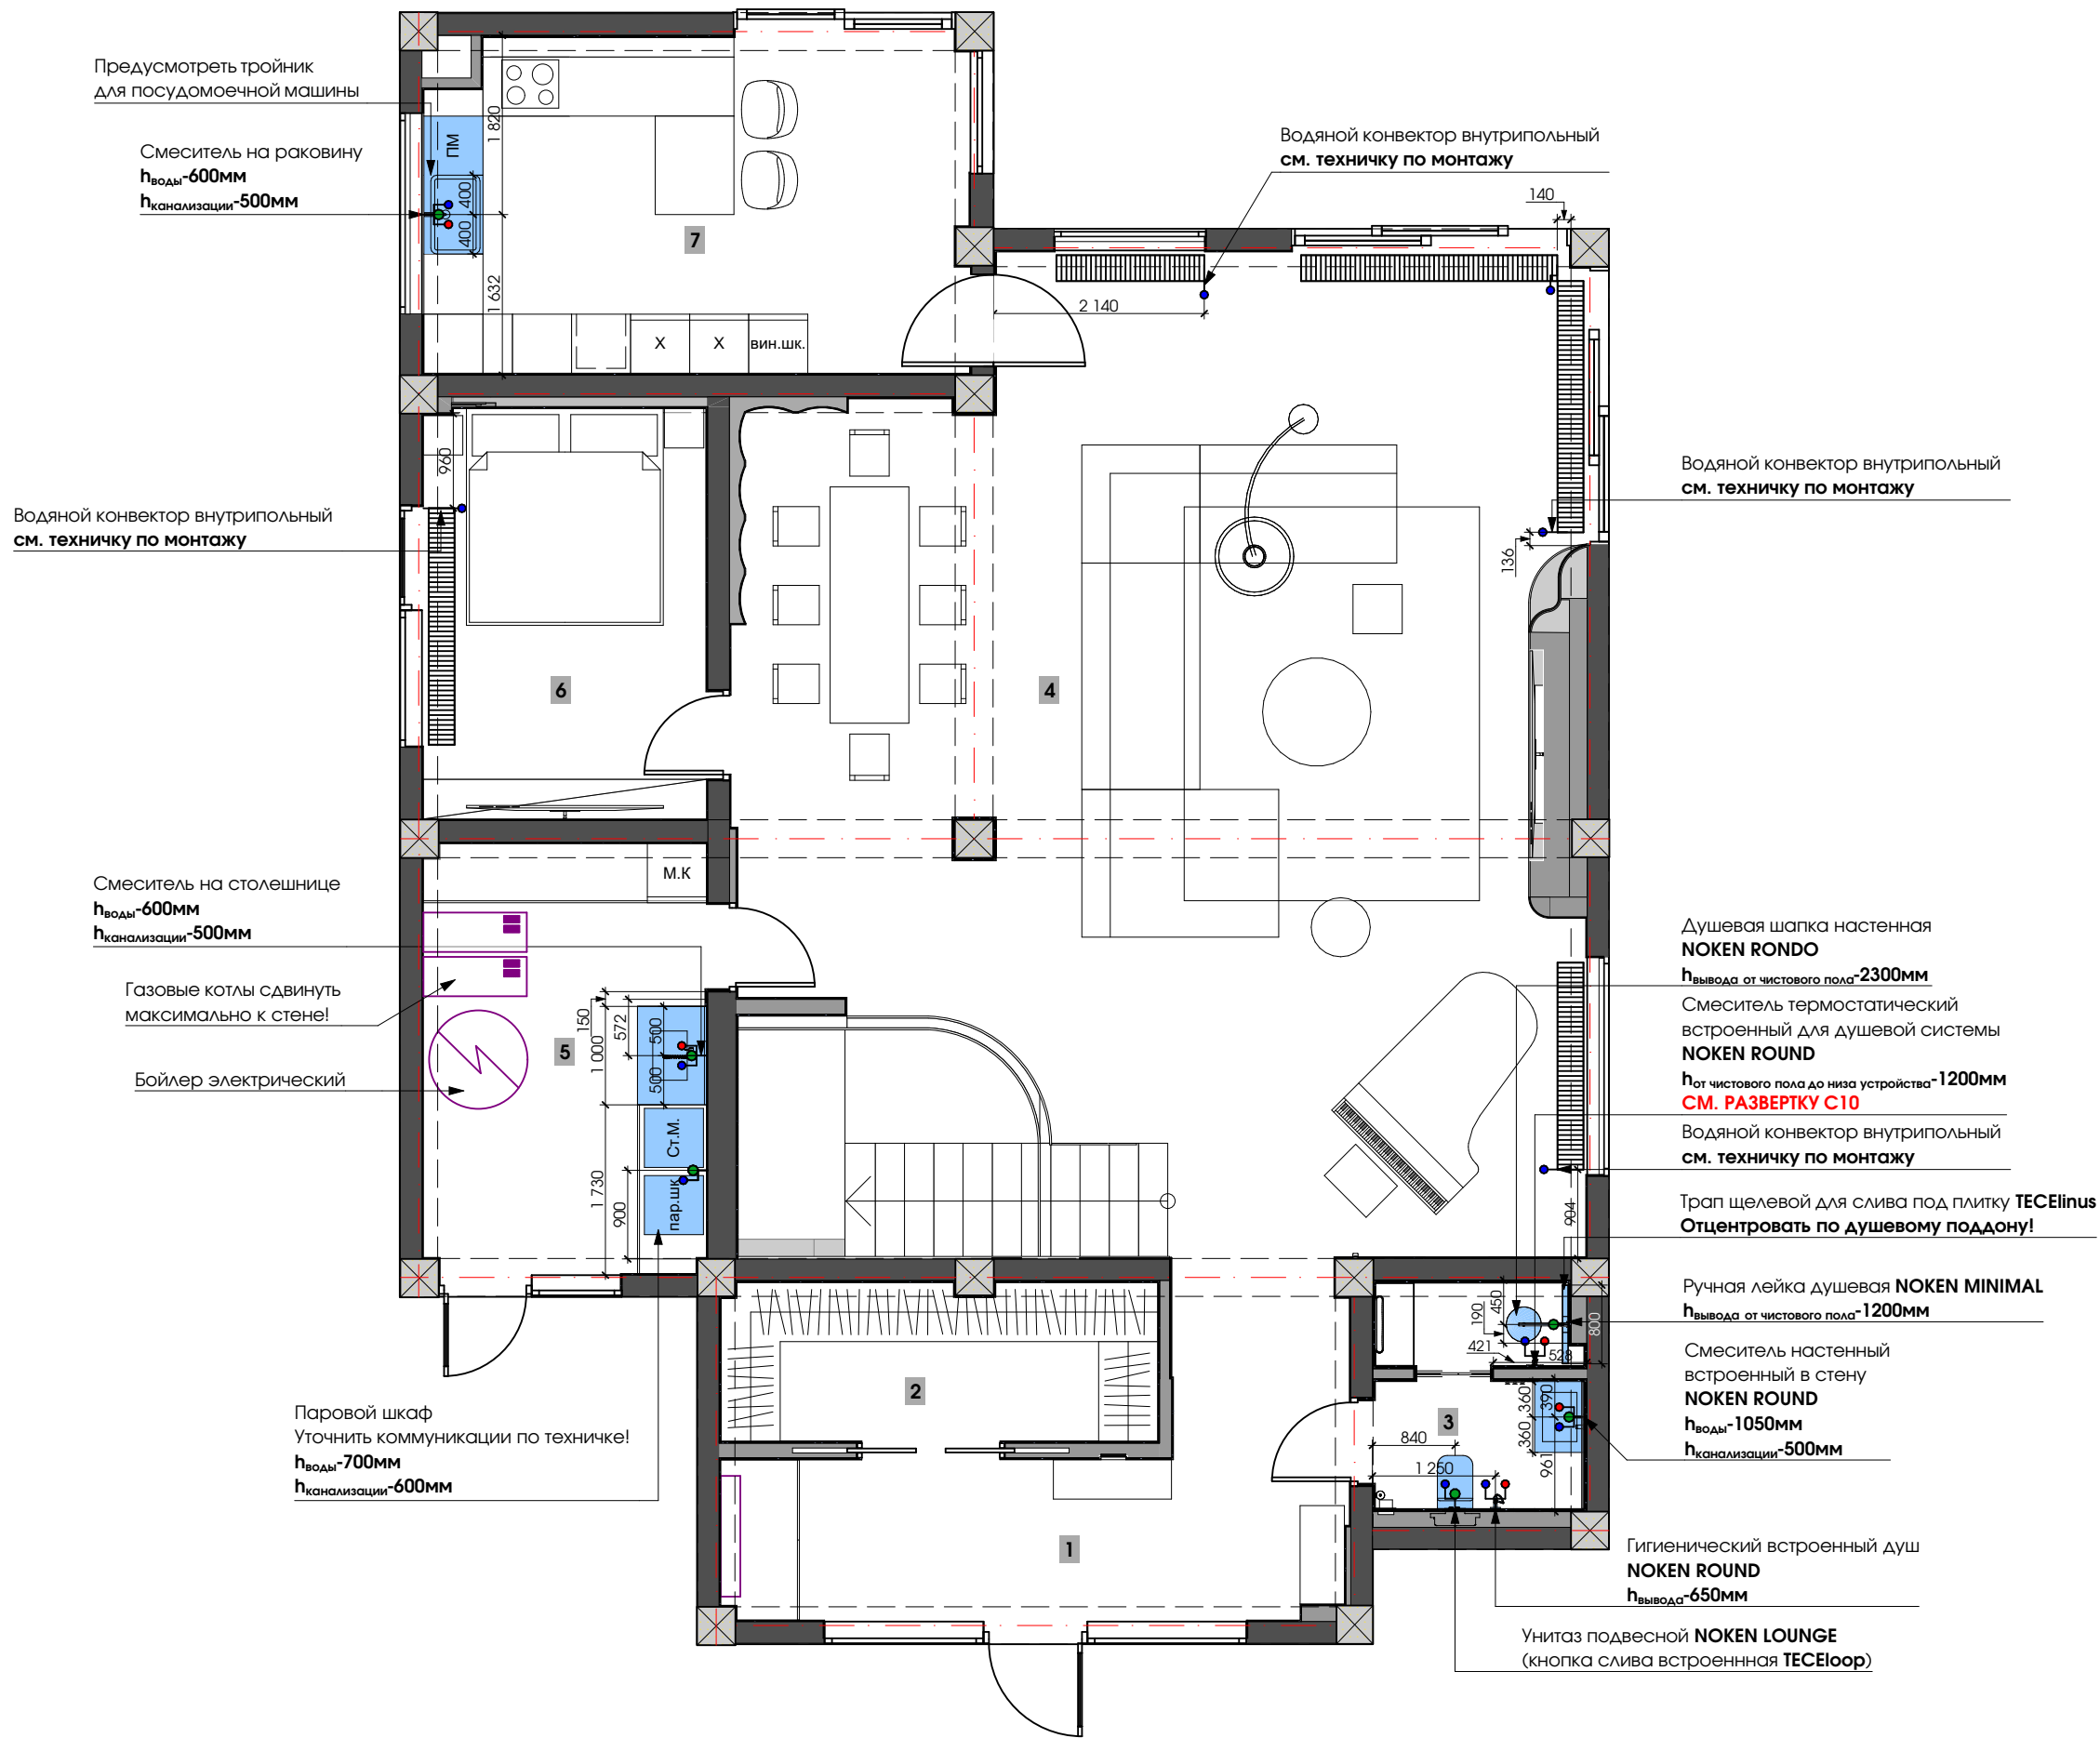 Предусмотреть тройник
для посудомоечной машины
Смеситель на раковину
hводы-600мм
hканализации-500мм
Водяной конвектор внутрипольный
см. техничку по монтажу
Смеситель на столешнице
hводы-600мм
hканализации-500мм
Газовые котлы сдвинуть
максимально к стене!
Бойлер электрический
Паровой шкаф
Уточнить коммуникации по техничке!
hводы-700мм
hканализации-600мм
ПМ
1 820
400
400
1 632
7
X
X
вин.шк.
Водяной конвектор внутрипольный
см. техничку по монтажу
140
2 140
960
6
4
136
Водяной конвектор внутрипольный
см. техничку по монтажу
М.К
150
572
500
1 000
500
5
Ст.М.
1 730
900
пар.шк
904
Душевая шапка настенная
NOKEN RONDO
hвывода от чистового пола-2300мм
Смеситель термостатический
встроенный для душевой системы
NOKEN ROUND
hот чистового пола до низа устройства-1200мм
СМ. РАЗВЕРТКУ С10
Водяной конвектор внутрипольный
см. техничку по монтажу
Трап щелевой для слива под плитку TECElinus
Отцентровать по душевому поддону!
Ручная лейка душевая NOKEN MINIMAL
hвывода от чистового пола-1200мм
Смеситель настенный
встроенный в стену
NOKEN ROUND
hводы-1050мм
hканализации-500мм
190
450
800
421
528
2
3
360
390
360
840
1 250
961
1
Гигиенический встроенный душ
NOKEN ROUND
hвывода-650мм
Унитаз подвесной NOKEN LOUNGE
(кнопка слива встроеннная TECEloop)